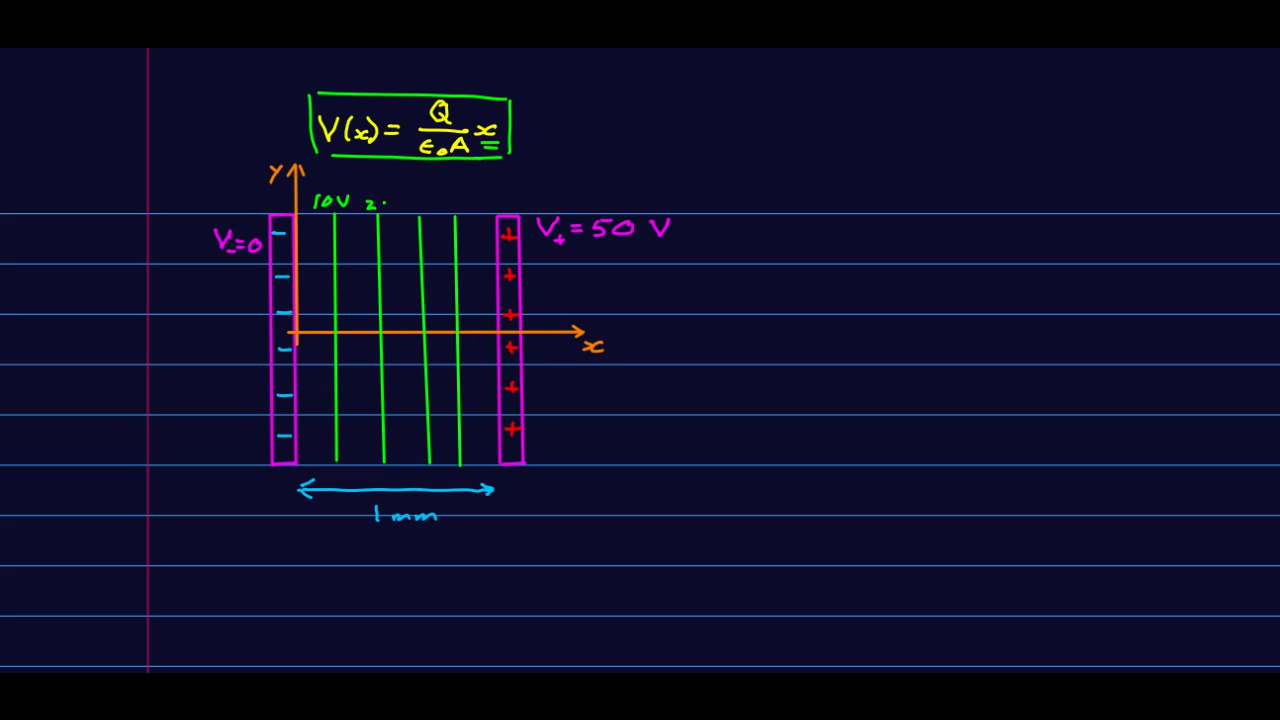 V(x) = Q/ε₀A x
y
10V 2.
V₋=0
V₊ = 50 V
− − − − − −
+ + + + + +
x
1 mm